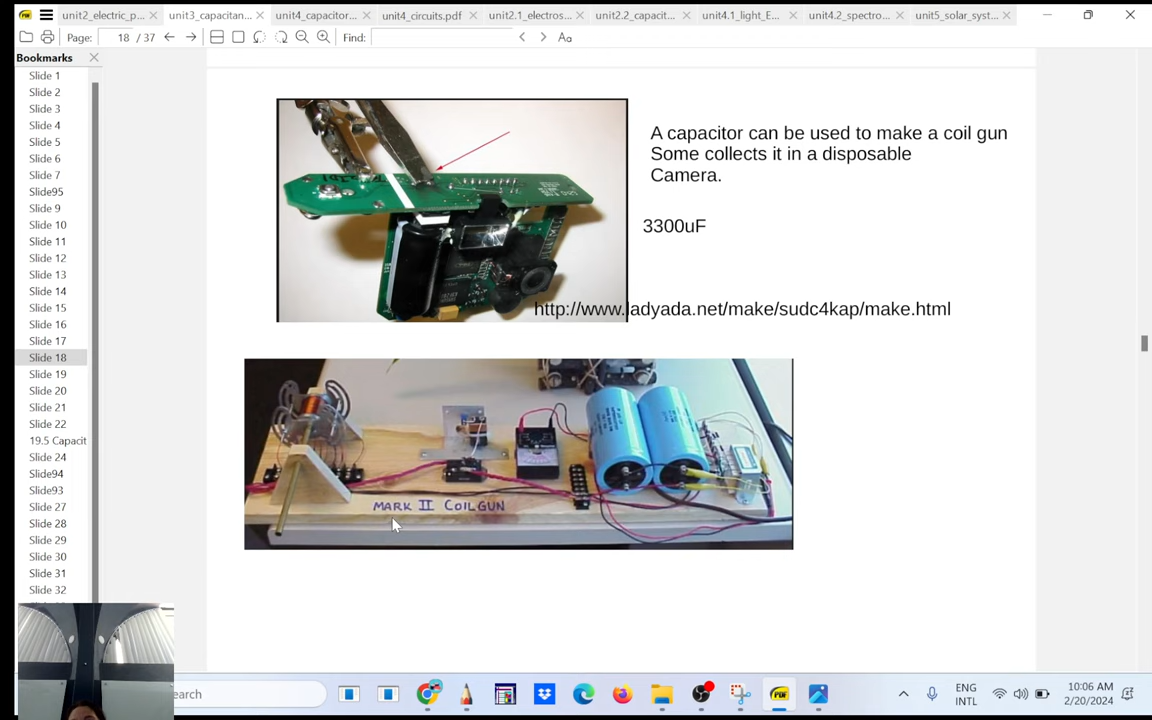 unit2_electric_p...
unit3_capacitan...
unit4_capacitor...
unit4_circuits.pdf
unit2.1_electros...
unit2.2_capacit...
unit4.1_light_E...
unit4.2_spectro...
unit5_solar_syst...
Page: 18 / 37
Find:
Aa
Bookmarks
Slide 1
Slide 2
Slide 3
Slide 4
Slide 5
Slide 6
Slide 7
Slide95
Slide 9
Slide 10
Slide 11
Slide 12
Slide 13
Slide 14
Slide 15
Slide 16
Slide 17
Slide 18
Slide 19
Slide 20
Slide 21
Slide 22
19.5 Capacit
Slide 24
Slide94
Slide93
Slide 27
Slide 28
Slide 29
Slide 30
Slide 31
Slide 32
A capacitor can be used to make a coil gun
Some collects it in a disposable
Camera.
3300uF
http://www.ladyada.net/make/sudc4kap/make.html
MARK II COILGUN
earch
PDF
ENG
INTL
10:06 AM
2/20/2024